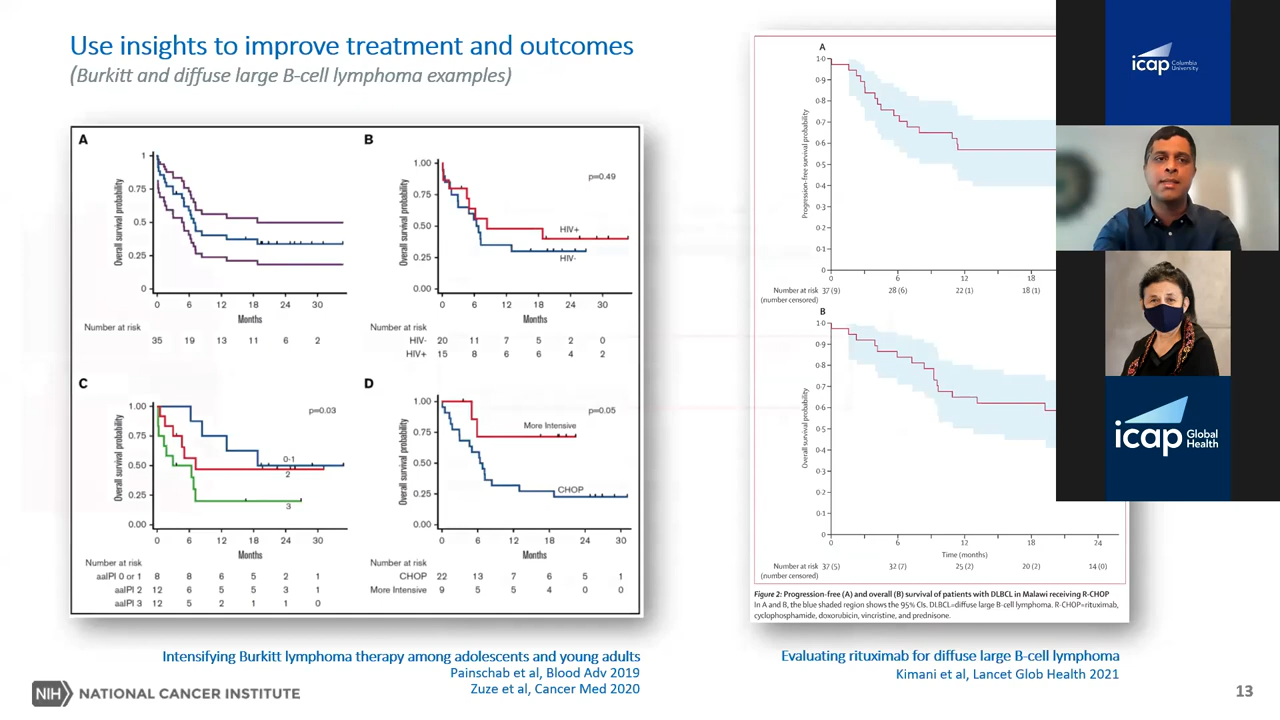 Use insights to improve treatment and outcomes
(Burkitt and diffuse large B-cell lymphoma examples)
A
Overall survival probability
1
0.75
0.5
0.25
0
0 6 12 18 24 30
Months
Number at risk
35 19 13 11 6 2
B
Overall survival probability
1.00
0.75
0.50
0.25
0.00
p=0.49
HIV+
HIV-
0 6 12 18 24 30
Months
Number at risk
HIV- 20 11 7 5 2 0
HIV+ 15 8 6 6 4 2
C
Overall survival probability
1.00
0.75
0.50
0.25
0.00
p=0.03
0-1
2
3
0 6 12 18 24 30
Months
Number at risk
aaIPI 0 or 1 8 8 6 5 2 1
aaIPI 2 12 6 5 5 3 1
aaIPI 3 12 5 2 1 1 0
D
Overall survival probability
1.00
0.75
0.50
0.25
0.00
p=0.05
More Intensive
CHOP
0 6 12 18 24 30
Months
Number at risk
CHOP 22 13 7 6 5 1
More Intensive 9 5 5 4 0 0
Intensifying Burkitt lymphoma therapy among adolescents and young adults
Painschab et al, Blood Adv 2019
Zuze et al, Cancer Med 2020
A
Progression-free survival probability
1·0
0·9
0·8
0·7
0·6
0·5
0·4
0·3
0·2
0·1
0
0 6 12 18
Number at risk 37 (9) 28 (6) 22 (1) 18 (1)
(number censored)
B
Overall survival probability
1·0
0·9
0·8
0·7
0·6
0·5
0·4
0·3
0·2
0·1
0
0 6 12 18 24
Time (months)
Number at risk 37 (5) 32 (7) 25 (2) 20 (2) 14 (0)
(number censored)
Figure 2: Progression-free (A) and overall (B) survival of patients with DLBCL in Malawi receiving R-CHOP
In A and B, the blue shaded region shows the 95% CIs. DLBCL=diffuse large B-cell lymphoma. R-CHOP=rituximab,
cyclophosphamide, doxorubicin, vincristine, and prednisone.
Evaluating rituximab for diffuse large B-cell lymphoma
Kimani et al, Lancet Glob Health 2021
icap Columbia University
icap Global Health
NIH NATIONAL CANCER INSTITUTE
13